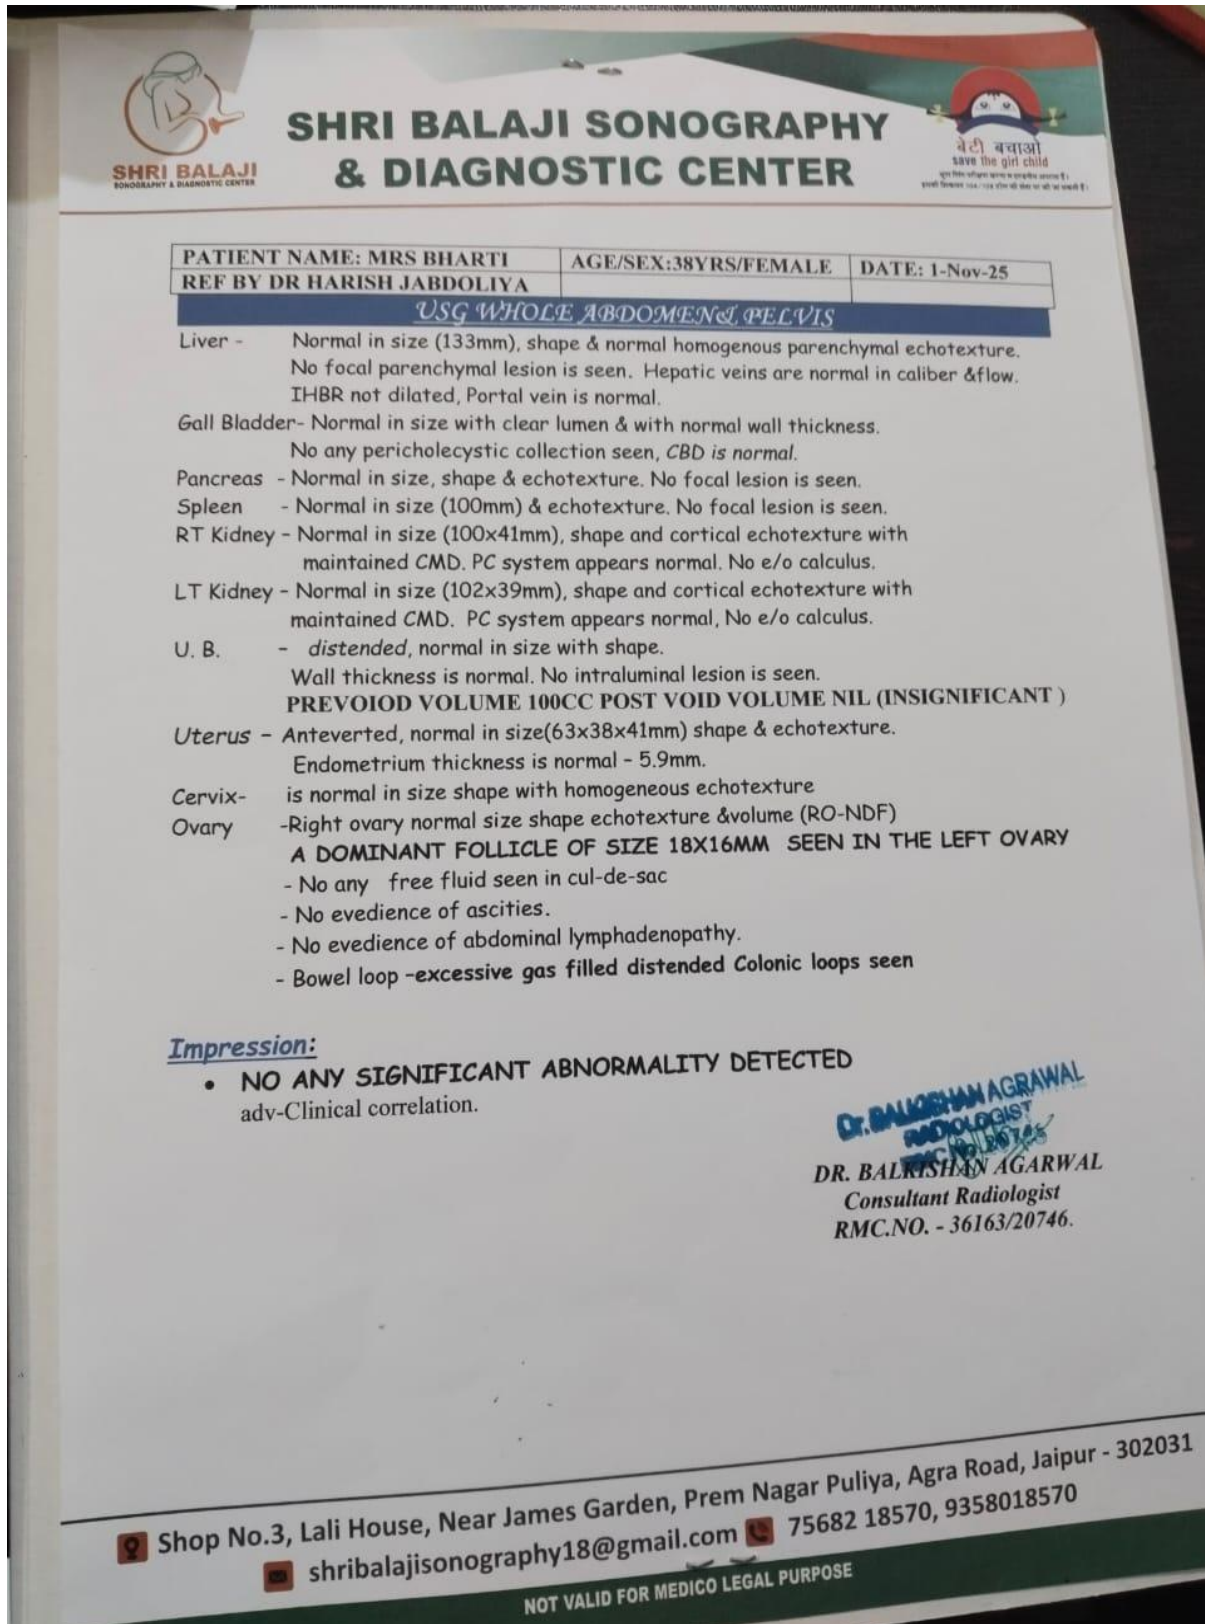 SHRI BALAJI
SONOGRAPHY & DIAGNOSTIC CENTER
SHRI BALAJI SONOGRAPHY
& DIAGNOSTIC CENTER
बेटी बचाओ
save the girl child
PATIENT NAME: MRS BHARTI AGE/SEX:38YRS/FEMALE DATE: 1-Nov-25
REF BY DR HARISH JABDOLIYA
USG WHOLE ABDOMEN& PELVIS
Liver - Normal in size (133mm), shape & normal homogenous parenchymal echotexture.
No focal parenchymal lesion is seen. Hepatic veins are normal in caliber &flow.
IHBR not dilated, Portal vein is normal.
Gall Bladder- Normal in size with clear lumen & with normal wall thickness.
No any pericholecystic collection seen, CBD is normal.
Pancreas - Normal in size, shape & echotexture. No focal lesion is seen.
Spleen - Normal in size (100mm) & echotexture. No focal lesion is seen.
RT Kidney - Normal in size (100x41mm), shape and cortical echotexture with
maintained CMD. PC system appears normal. No e/o calculus.
LT Kidney - Normal in size (102x39mm), shape and cortical echotexture with
maintained CMD. PC system appears normal, No e/o calculus.
U. B. - distended, normal in size with shape.
Wall thickness is normal. No intraluminal lesion is seen.
PREVOIOD VOLUME 100CC POST VOID VOLUME NIL (INSIGNIFICANT )
Uterus - Anteverted, normal in size(63x38x41mm) shape & echotexture.
Endometrium thickness is normal - 5.9mm.
Cervix- is normal in size shape with homogeneous echotexture
Ovary -Right ovary normal size shape echotexture &volume (RO-NDF)
A DOMINANT FOLLICLE OF SIZE 18X16MM SEEN IN THE LEFT OVARY
- No any free fluid seen in cul-de-sac
- No evedience of ascities.
- No evedience of abdominal lymphadenopathy.
- Bowel loop -excessive gas filled distended Colonic loops seen
Impression:
• NO ANY SIGNIFICANT ABNORMALITY DETECTED
adv-Clinical correlation.
Dr. BALKISHAN AGRAWAL
RADIOLOGIST
DR. BALKISHAN AGARWAL
Consultant Radiologist
RMC.NO. - 36163/20746.
Shop No.3, Lali House, Near James Garden, Prem Nagar Puliya, Agra Road, Jaipur - 302031
shribalajisonography18@gmail.com 75682 18570, 9358018570
NOT VALID FOR MEDICO LEGAL PURPOSE